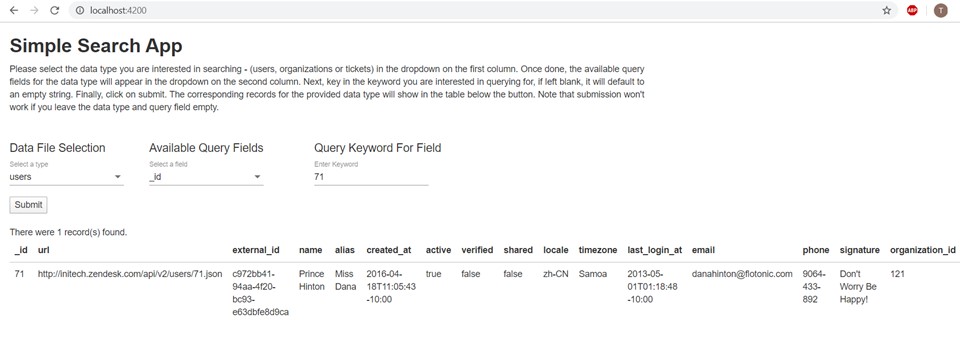 localhost:4200
ABP
T
Simple Search App
Please select the data type you are interested in searching - (users, organizations or tickets) in the dropdown on the first column. Once done, the available query
fields for the data type will appear in the dropdown on the second column. Next, key in the keyword you are interested in querying for, if left blank, it will default to
an empty string. Finally, click on submit. The corresponding records for the provided data type will show in the table below the button. Note that submission won't
work if you leave the data type and query field empty.
Data File Selection Available Query Fields Query Keyword For Field
Select a type Select a field Enter Keyword
users _id 71
Submit
There were 1 record(s) found.
_id url external_id name alias created_at active verified shared locale timezone last_login_at email phone signature organization_id
71 http://initech.zendesk.com/api/v2/users/71.json c972bb41- Prince Miss 2016-04- true false false zh-CN Samoa 2013-05- danahinton@flotonic.com 9064- Don't 121
94aa-4f20- Hinton Dana 18T11:05:43 01T01:18:48 433- Worry Be
bc93- -10:00 -10:00 892 Happy!
e63dbfe8d9ca